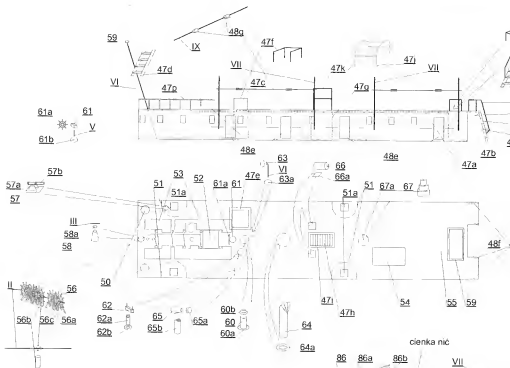 59
48g
IX
47f
VII
47k
47i
VII
VI
47d
47c
47p
47g
61a
61
V
61b
48e
63
48e
47a
47b
57b
VI
66
57a
53
52
61a
61
47e
63a
66a
51
67a
67
57
51
51a
51a
III
58a
58
48f
50
47i
47h
54
55
59
II
56
62
65
60b
64
56b
56c
56a
62a
65a
60
65b
62b
60a
64a
cienka nić
86
86a
86b
VII